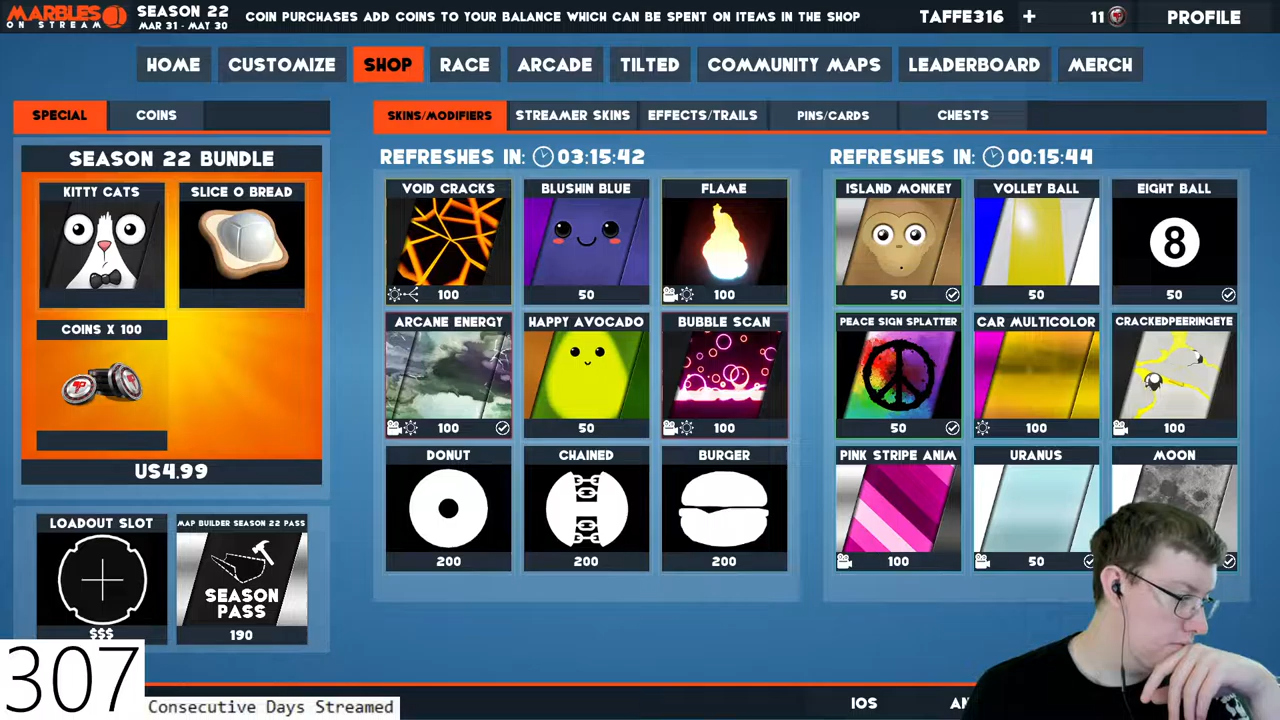 MARBLES
ON STREAM
SEASON 22
MAR 31 - MAY 30
COIN PURCHASES ADD COINS TO YOUR BALANCE WHICH CAN BE SPENT ON ITEMS IN THE SHOP
TAFFE316 +
11
PROFILE
HOME
CUSTOMIZE
SHOP
RACE
ARCADE
TILTED
COMMUNITY MAPS
LEADERBOARD
MERCH
SPECIAL
COINS
SKINS/MODIFIERS
STREAMER SKINS
EFFECTS/TRAILS
PINS/CARDS
CHESTS
SEASON 22 BUNDLE
KITTY CATS
SLICE O BREAD
COINS X 100
US4.99
LOADOUT SLOT
$$$
MAP BUILDER SEASON 22 PASS
SEASON
PASS
190
REFRESHES IN: 03:15:42
VOID CRACKS
100
BLUSHIN BLUE
50
FLAME
100
ARCANE ENERGY
100
HAPPY AVOCADO
50
BUBBLE SCAN
100
DONUT
200
CHAINED
200
BURGER
200
REFRESHES IN: 00:15:44
ISLAND MONKEY
50
VOLLEY BALL
50
EIGHT BALL
8
50
PEACE SIGN SPLATTER
50
CAR MULTICOLOR
100
CRACKEDPEERINGEYE
100
PINK STRIPE ANIM
100
URANUS
50
MOON
307
Consecutive Days Streamed
IOS